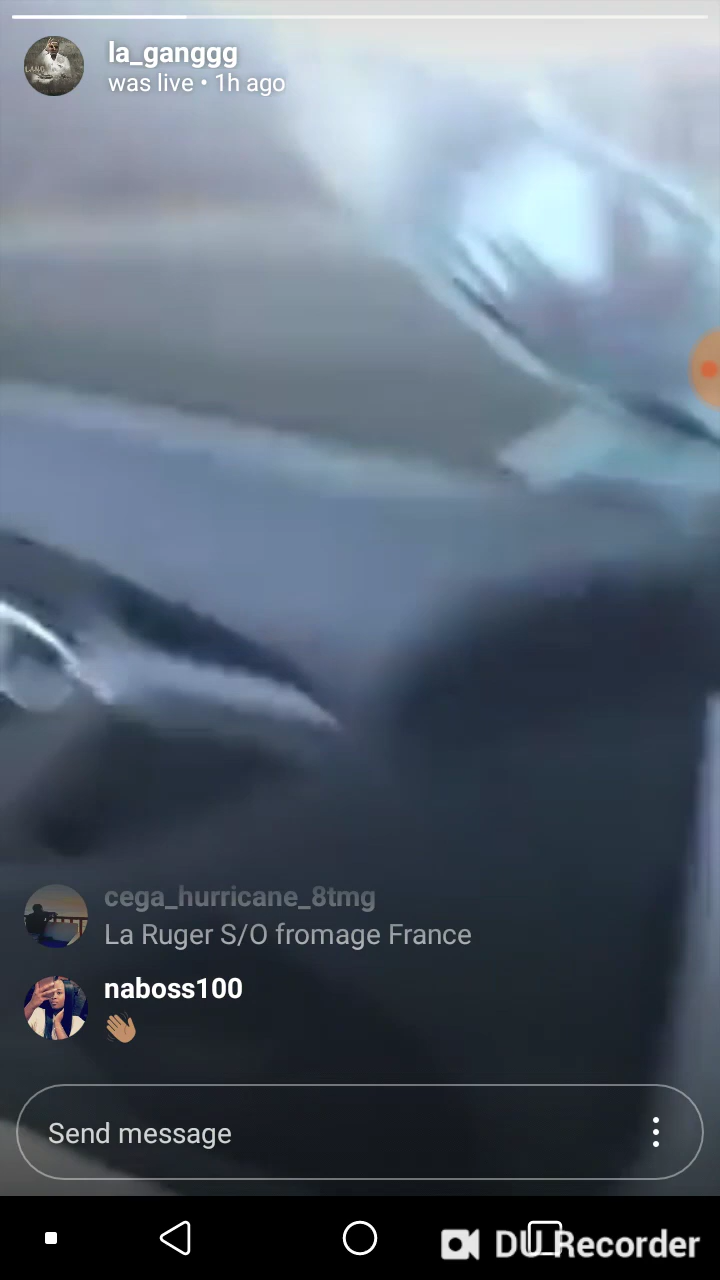 la_ganggg
was live • 1h ago
cega_hurricane_8tmg
La Ruger S/O fromage France
naboss100
👋🏽
Send message
DU Recorder